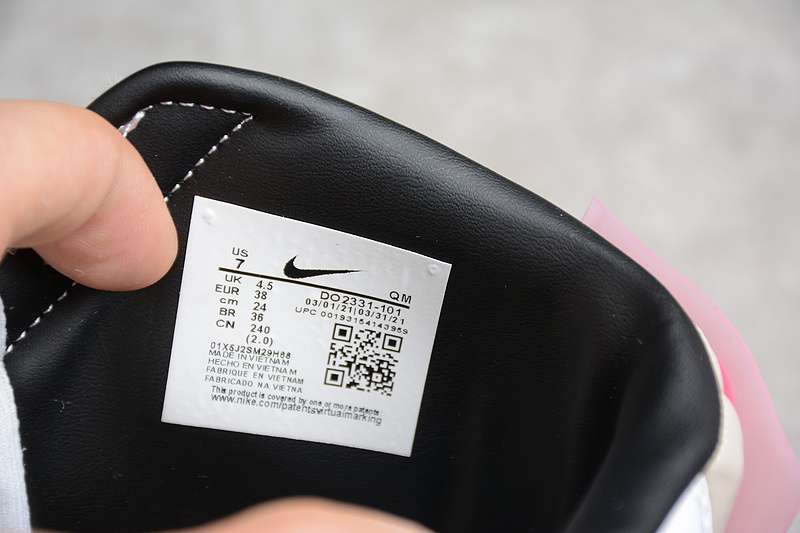 US
7
UK 4.5
EUR 38
cm 24
BR 36
CN 240
(2.0)
QM
DO2331-101
03/01/21|03/31/21
UPC 00193154143959
01X5J2SM29H88
MADE IN VIETNAM
HECHO EN VIETNAM
FABRIQUE EN VIETNAM
FABRICADO NA VIETNA
This product is covered by one or more patents
www.nike.com/patentsvirtualmarking